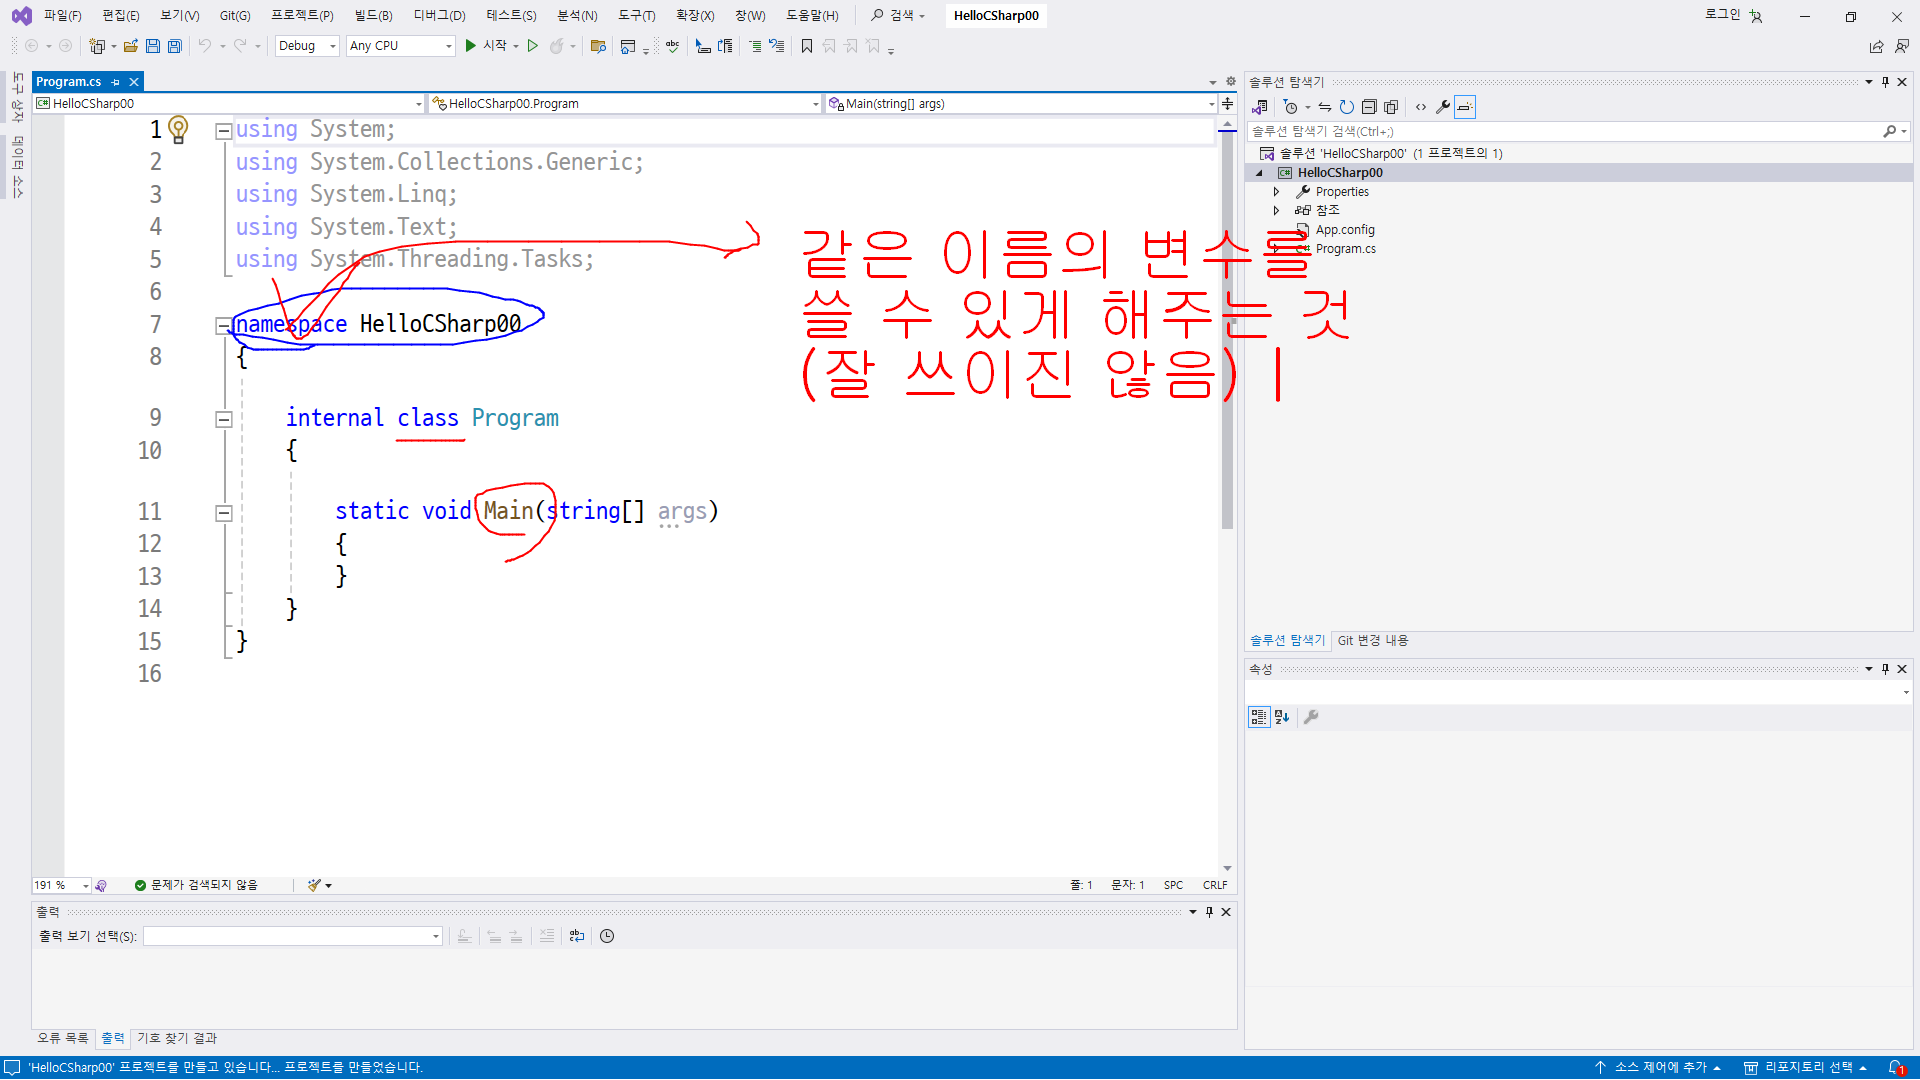 파일(F) 편집(E) 보기(V) Git(G) 프로젝트(P) 빌드(B) 디버그(D) 테스트(S) 분석(N) 도구(T) 확장(X) 창(W) 도움말(H) 검색 HelloCSharp00 로그인
Debug Any CPU 시작
도구 상자
데이터 소스
Program.cs
HelloCSharp00 HelloCSharp00.Program Main(string[] args)
1 using System;
2 using System.Collections.Generic;
3 using System.Linq;
4 using System.Text;
5 using System.Threading.Tasks;
6
7 namespace HelloCSharp00
8 {
9 internal class Program
10 {
11 static void Main(string[] args)
12 {
13 }
14 }
15 }
16
같은 이름의 변수를
쓸 수 있게 해주는 것
(잘 쓰이진 않음)
191 % 문제가 검색되지 않음 줄: 1 문자: 1 SPC CRLF
출력
출력 보기 선택(S):
오류 목록 출력 기호 찾기 결과
솔루션 탐색기
솔루션 탐색기 검색(Ctrl+;)
솔루션 'HelloCSharp00' (1 프로젝트의 1)
HelloCSharp00
Properties
참조
App.config
Program.cs
솔루션 탐색기 Git 변경 내용
속성
'HelloCSharp00' 프로젝트를 만들고 있습니다... 프로젝트를 만들었습니다. 소스 제어에 추가 리포지토리 선택 1